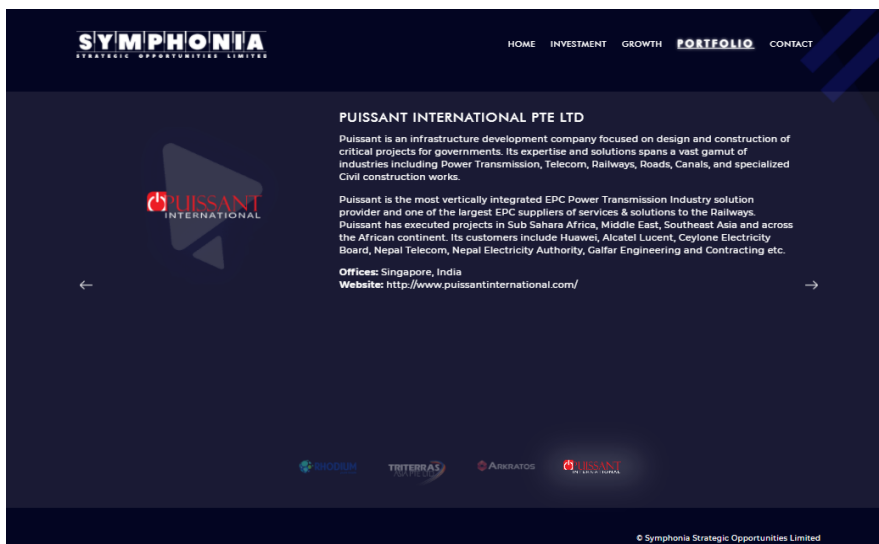 SYMPHONIA
STRATEGIC OPPORTUNITIES LIMITED
HOME INVESTMENT GROWTH PORTFOLIO CONTACT
PUISSANT INTERNATIONAL PTE LTD
Puissant is an infrastructure development company focused on design and construction of
critical projects for governments. Its expertise and solutions spans a vast gamut of
industries including Power Transmission, Telecom, Railways, Roads, Canals, and specialized
Civil construction works.
PUISSANT
INTERNATIONAL
Puissant is the most vertically integrated EPC Power Transmission Industry solution
provider and one of the largest EPC suppliers of services & solutions to the Railways.
Puissant has executed projects in Sub Sahara Africa, Middle East, Southeast Asia and across
the African continent. Its customers include Huawei, Alcatel Lucent, Ceylone Electricity
Board, Nepal Telecom, Nepal Electricity Authority, Galfar Engineering and Contracting etc.
Offices: Singapore, India
Website: http://www.puissantinternational.com/
RHODIUM
TRITERRAS
ARKRATOS
PUISSANT
INTERNATIONAL
© Symphonia Strategic Opportunities Limited